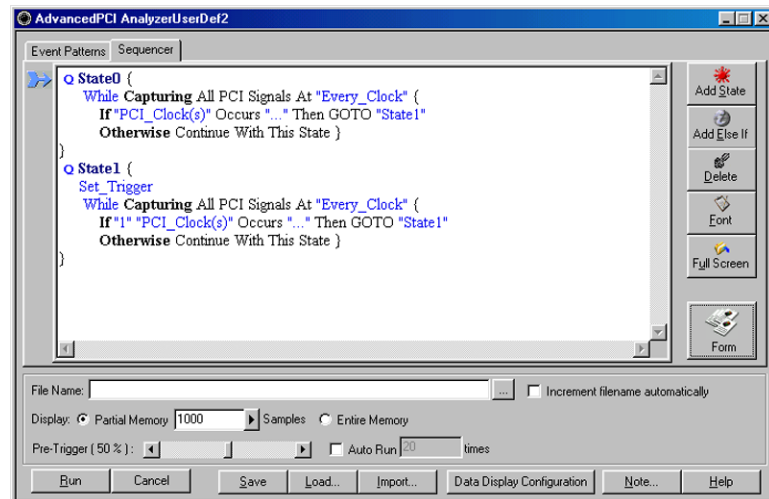 AdvancedPCI AnalyzerUserDef2
Event Patterns Sequencer
Q State0 {
While Capturing All PCI Signals At "Every_Clock" {
If "PCI_Clock(s)" Occurs "..." Then GOTO "State1"
Otherwise Continue With This State }
}
Q State1 {
Set_Trigger
While Capturing All PCI Signals At "Every_Clock" {
If "1" "PCI_Clock(s)" Occurs "..." Then GOTO "State1"
Otherwise Continue With This State }
}
Add State
Add Else If
Delete
Font
Full Screen
Form
File Name: ... Increment filename automatically
Display: Partial Memory 1000 Samples Entire Memory
Pre-Trigger ( 50 % ) : Auto Run 20 times
Run Cancel Save Load... Import... Data Display Configuration Note... Help